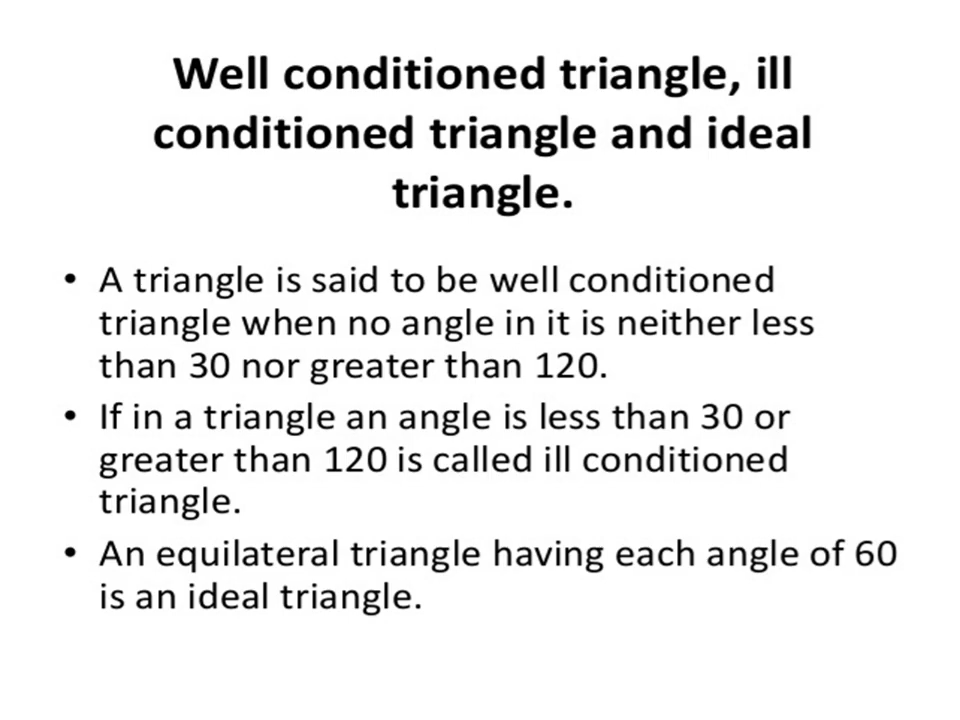 Well conditioned triangle, ill
conditioned triangle and ideal
triangle.
• A triangle is said to be well conditioned
triangle when no angle in it is neither less
than 30 nor greater than 120.
• If in a triangle an angle is less than 30 or
greater than 120 is called ill conditioned
triangle.
• An equilateral triangle having each angle of 60
is an ideal triangle.